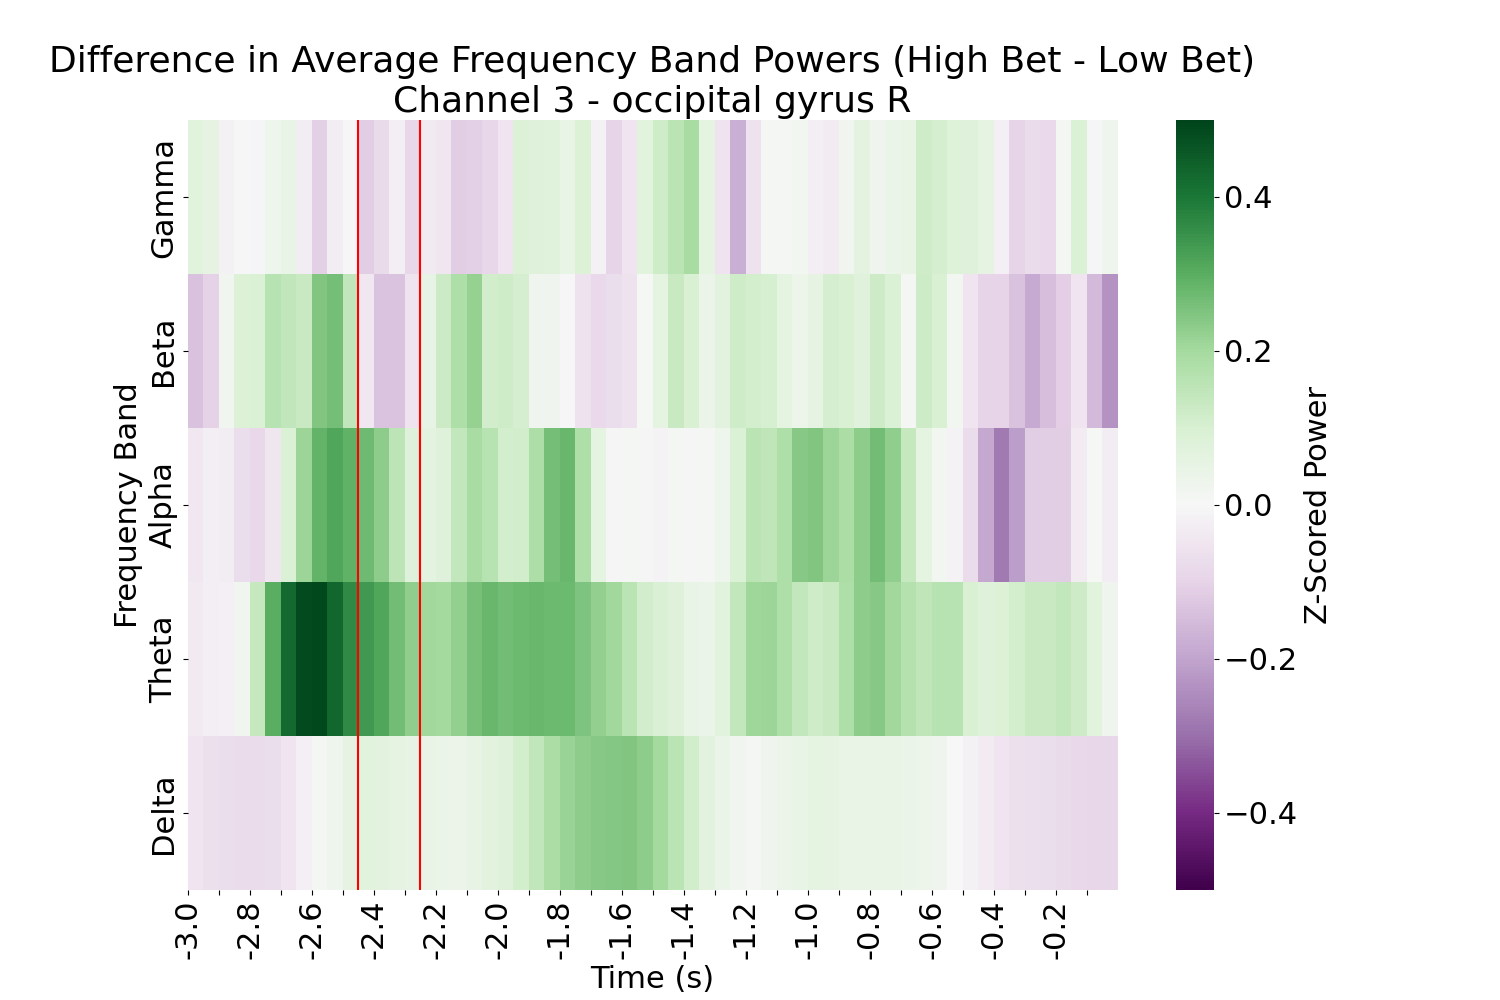 Difference in Average Frequency Band Powers (High Bet - Low Bet)
Channel 3 - occipital gyrus R
Frequency Band
Gamma
Beta
Alpha
Theta
Delta
-3.0
-2.8
-2.6
-2.4
-2.2
-2.0
-1.8
-1.6
-1.4
-1.2
-1.0
-0.8
-0.6
-0.4
-0.2
Time (s)
0.4
0.2
0.0
−0.2
−0.4
Z-Scored Power